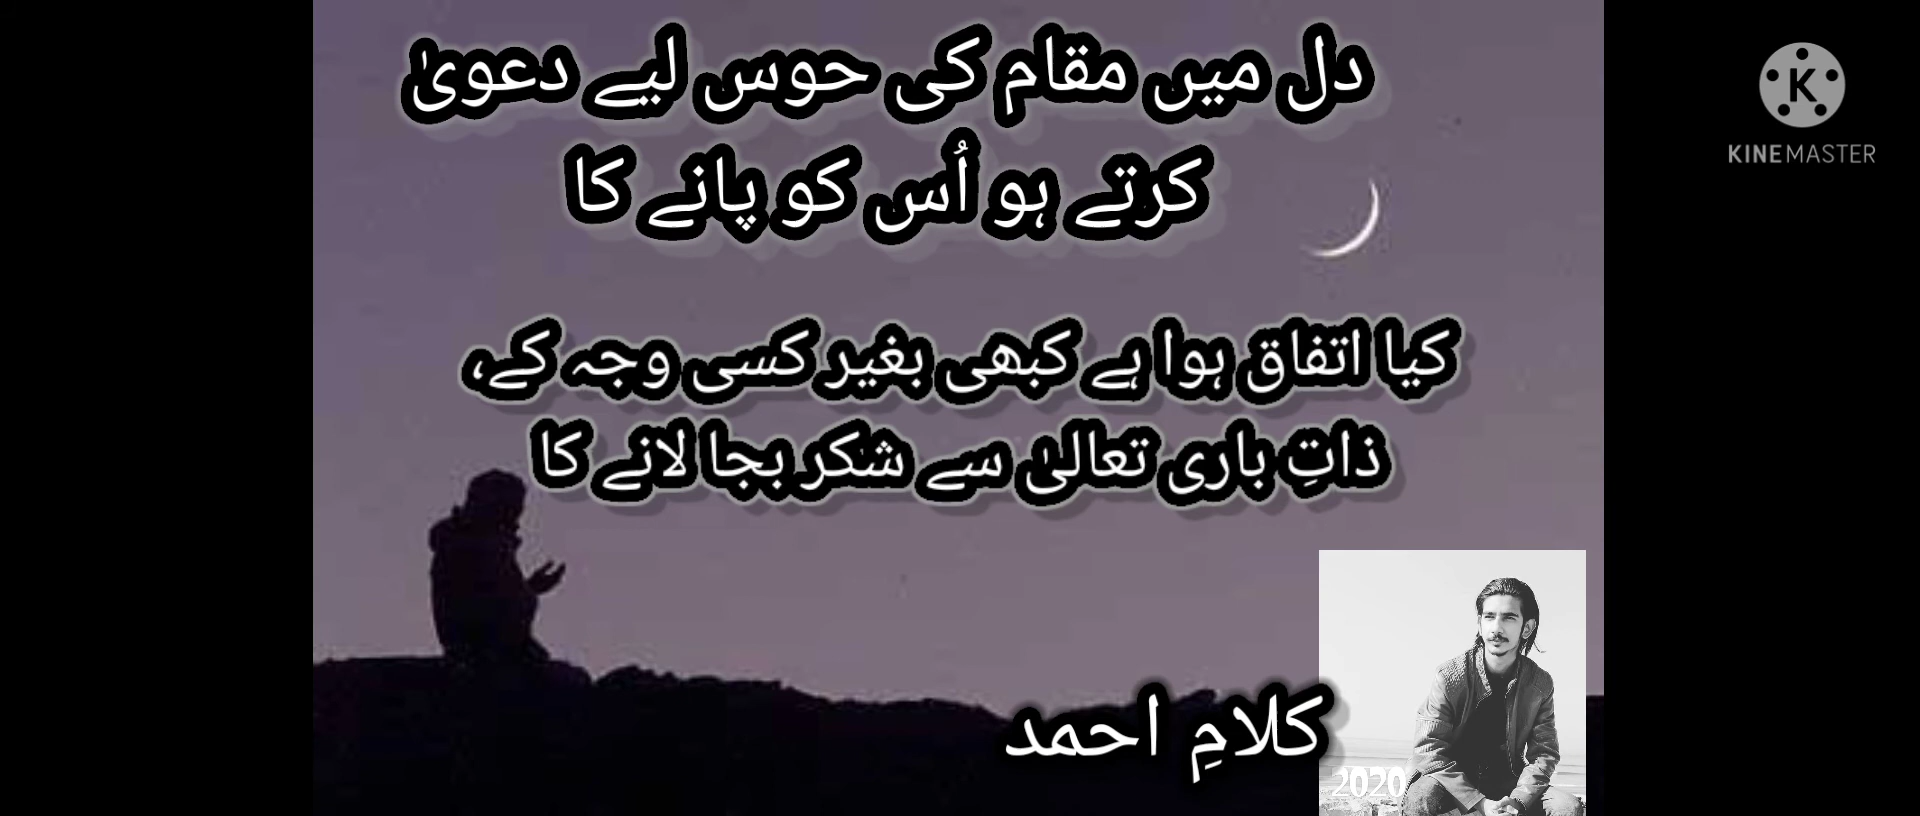 دل میں مقام کی حوس لیے دعویٰ
کرتے ہو اُس کو پانے کا
کیا اتفاق ہوا ہے کبھی بغیر کسی وجہ کے،
ذاتِ باری تعالیٰ سے شکر بجا لانے کا
کلامِ احمد
2020
K
KINEMASTER